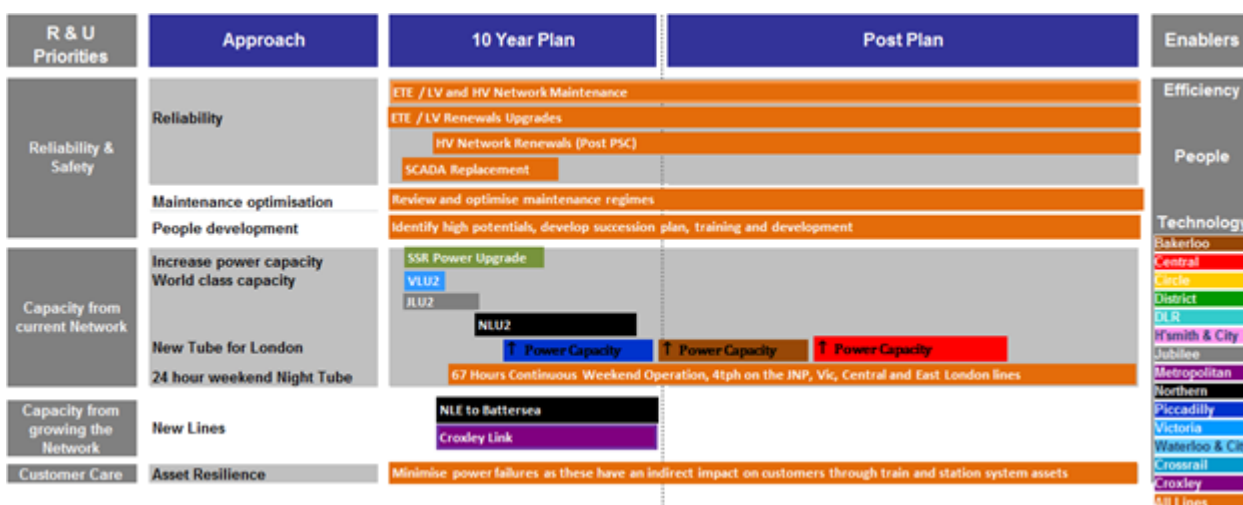 R & U
Priorities
Approach
10 Year Plan
Post Plan
Enablers
Reliability &
Safety
Reliability
ETE / LV and HV Network Maintenance
ETE / LV Renewals Upgrades
HV Network Renewals (Post PSC)
SCADA Replacement
Maintenance optimisation
Review and optimise maintenance regimes
People development
Identify high potentials, develop succession plan, training and development
Efficiency
People
Technology
Capacity from
current Network
Increase power capacity
World class capacity
SSR Power Upgrade
VLU2
JLU2
NLU2
New Tube for London
↑ Power Capacity
↑ Power Capacity
↑ Power Capacity
24 hour weekend Night Tube
67 Hours Continuous Weekend Operation, 4tph on the JNP, Vic, Central and East London lines
Capacity from
growing the
Network
New Lines
NLE to Battersea
Croxley Link
Customer Care
Asset Resilience
Minimise power failures as these have an indirect impact on customers through train and station system assets
Bakerloo
Central
Circle
District
DLR
H'smith & City
Jubilee
Metropolitan
Northern
Piccadilly
Victoria
Waterloo & Cit
Crossrail
Croxley
All Lines